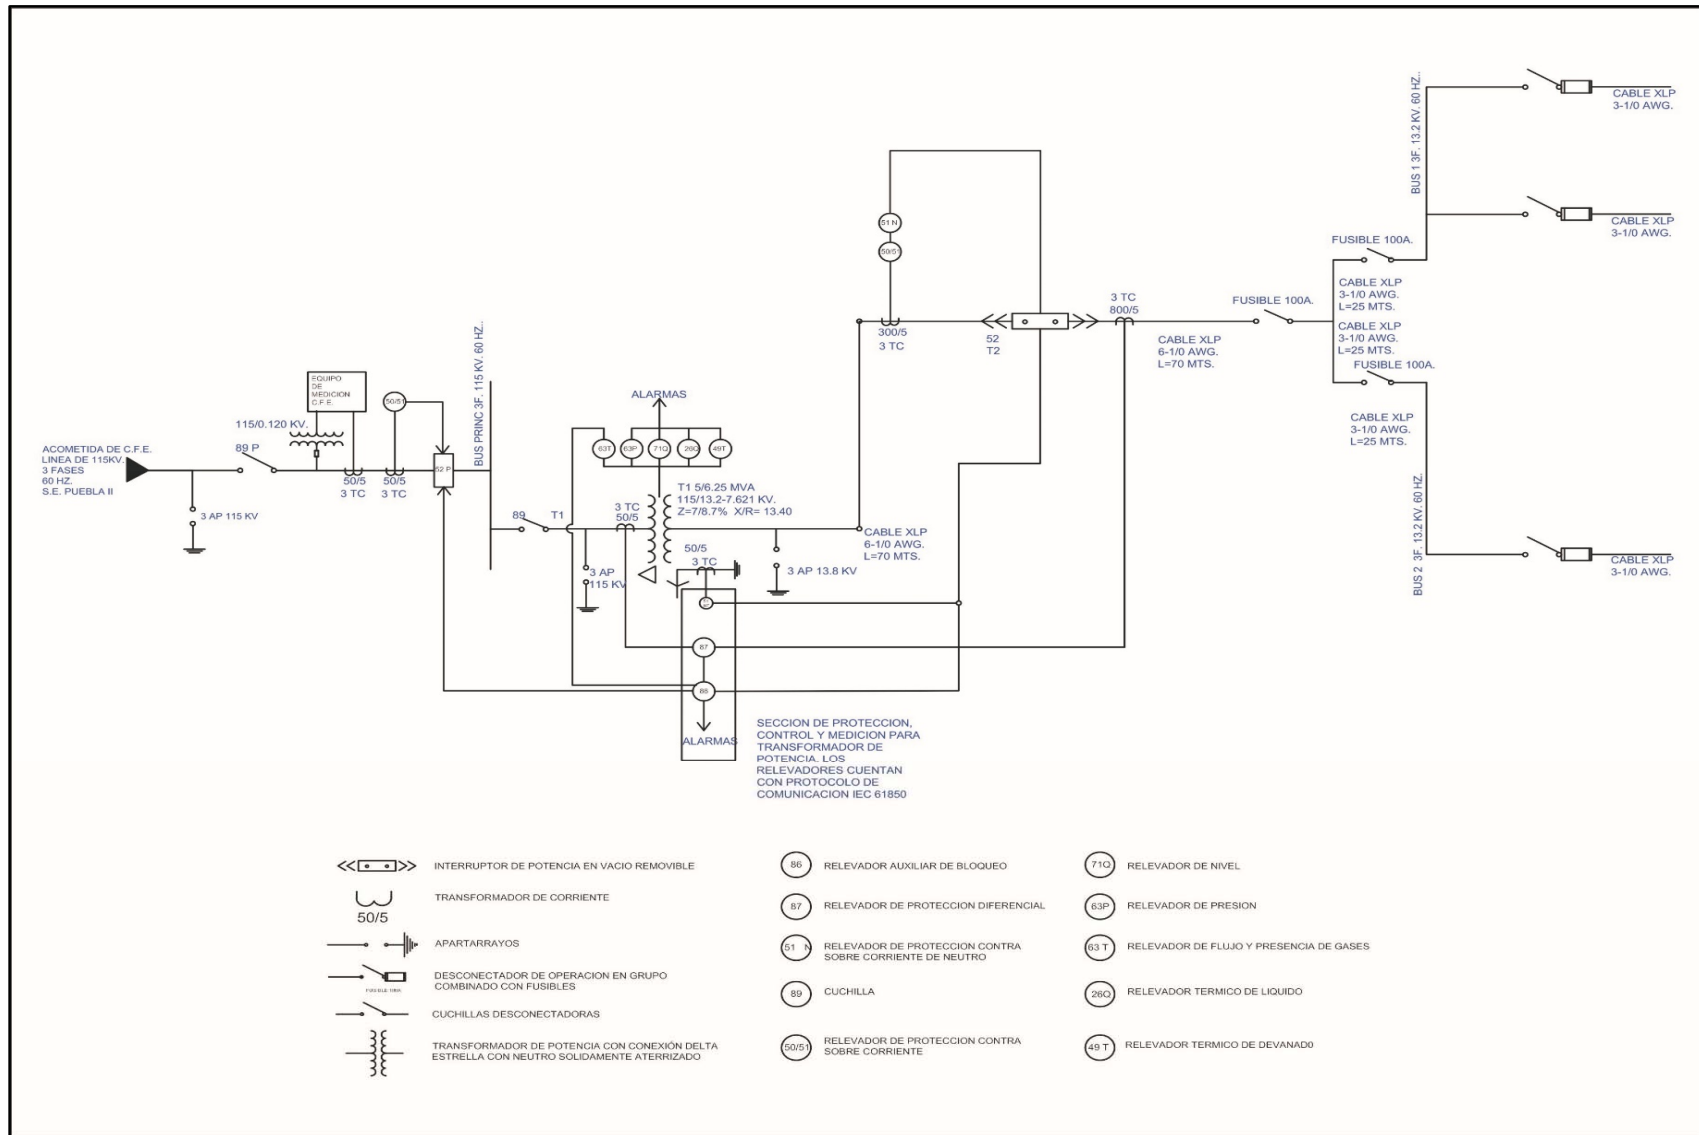 ACOMETIDA DE C.F.E.
LINEA DE 115KV.
3 FASES
60 HZ.
S.E. PUEBLA II
3 AP 115 KV
89 P
115/0.120 KV.
EQUIPO
DE
MEDICION
C.F.E.
50/5
3 TC
50/51
50/5
3 TC
52 P
BUS PRINC 3F. 115 KV. 60 HZ..
89
T1
3 AP
115 KV
3 TC
50/5
ALARMAS
63T
63P
71Q
26Q
49T
T1 5/6.25 MVA
115/13.2-7.621 KV.
Z=7/8.7% X/R= 13.40
50/5
3 TC
3 AP 13.8 KV
87
86
ALARMAS
SECCION DE PROTECCION,
CONTROL Y MEDICION PARA
TRANSFORMADOR DE
POTENCIA. LOS
RELEVADORES CUENTAN
CON PROTOCOLO DE
COMUNICACION IEC 61850
CABLE XLP
6-1/0 AWG.
L=70 MTS.
51 N
50/51
300/5
3 TC
52
T2
3 TC
800/5
CABLE XLP
6-1/0 AWG.
L=70 MTS.
FUSIBLE 100A.
FUSIBLE 100A.
CABLE XLP
3-1/0 AWG.
L=25 MTS.
CABLE XLP
3-1/0 AWG.
L=25 MTS.
FUSIBLE 100A.
CABLE XLP
3-1/0 AWG.
L=25 MTS.
BUS 1 3F. 13.2 KV. 60 HZ..
BUS 2 3F. 13.2 KV. 60 HZ.
CABLE XLP
3-1/0 AWG.
CABLE XLP
3-1/0 AWG.
CABLE XLP
3-1/0 AWG.
INTERRUPTOR DE POTENCIA EN VACIO REMOVIBLE
TRANSFORMADOR DE CORRIENTE
50/5
APARTARRAYOS
DESCONECTADOR DE OPERACION EN GRUPO
COMBINADO CON FUSIBLES
CUCHILLAS DESCONECTADORAS
TRANSFORMADOR DE POTENCIA CON CONEXIÓN DELTA
ESTRELLA CON NEUTRO SOLIDAMENTE ATERRIZADO
86
RELEVADOR AUXILIAR DE BLOQUEO
87
RELEVADOR DE PROTECCION DIFERENCIAL
51 N
RELEVADOR DE PROTECCION CONTRA
SOBRE CORRIENTE DE NEUTRO
89
CUCHILLA
50/51
RELEVADOR DE PROTECCION CONTRA
SOBRE CORRIENTE
71Q
RELEVADOR DE NIVEL
63P
RELEVADOR DE PRESION
63 T
RELEVADOR DE FLUJO Y PRESENCIA DE GASES
26Q
RELEVADOR TERMICO DE LIQUIDO
49 T
RELEVADOR TERMICO DE DEVANAD0